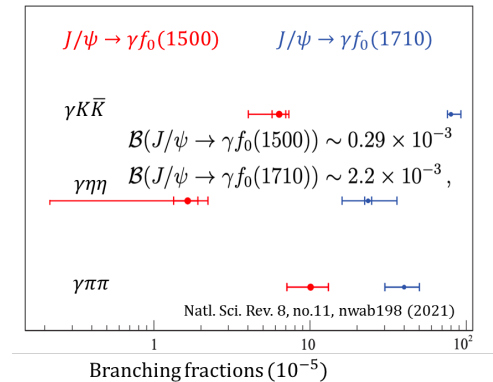 J/ψ → γf₀(1500) J/ψ → γf₀(1710)
γKK̅
ℬ(J/ψ → γf₀(1500)) ∼ 0.29 × 10⁻³
ℬ(J/ψ → γf₀(1710)) ∼ 2.2 × 10⁻³ ,
γηη
γππ
Natl. Sci. Rev. 8, no.11, nwab198 (2021)
1 10 10²
Branching fractions (10⁻⁵)